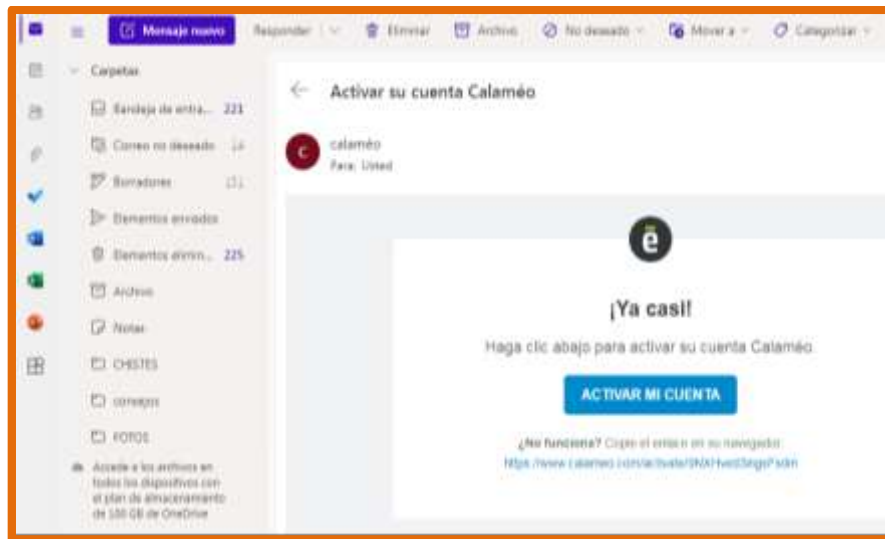 Mensaje nuevo
Responder
Eliminar
Archivo
No deseado
Mover a
Categorizar
Carpetas
Bandeja de entra... 221
Correo no deseado
Borradores
Elementos enviados
Elementos elimin... 225
Archivo
Notas
CHISTES
consejos
FOTOS
Accede a los archivos en
todos los dispositivos con
el plan de almacenamiento
de 100 GB de OneDrive
Activar su cuenta Calaméo
C
calaméo
Para: Usted
ë
¡Ya casi!
Haga clic abajo para activar su cuenta Calaméo.
ACTIVAR MI CUENTA
¿No funciona? Copie el enlace en su navegador: